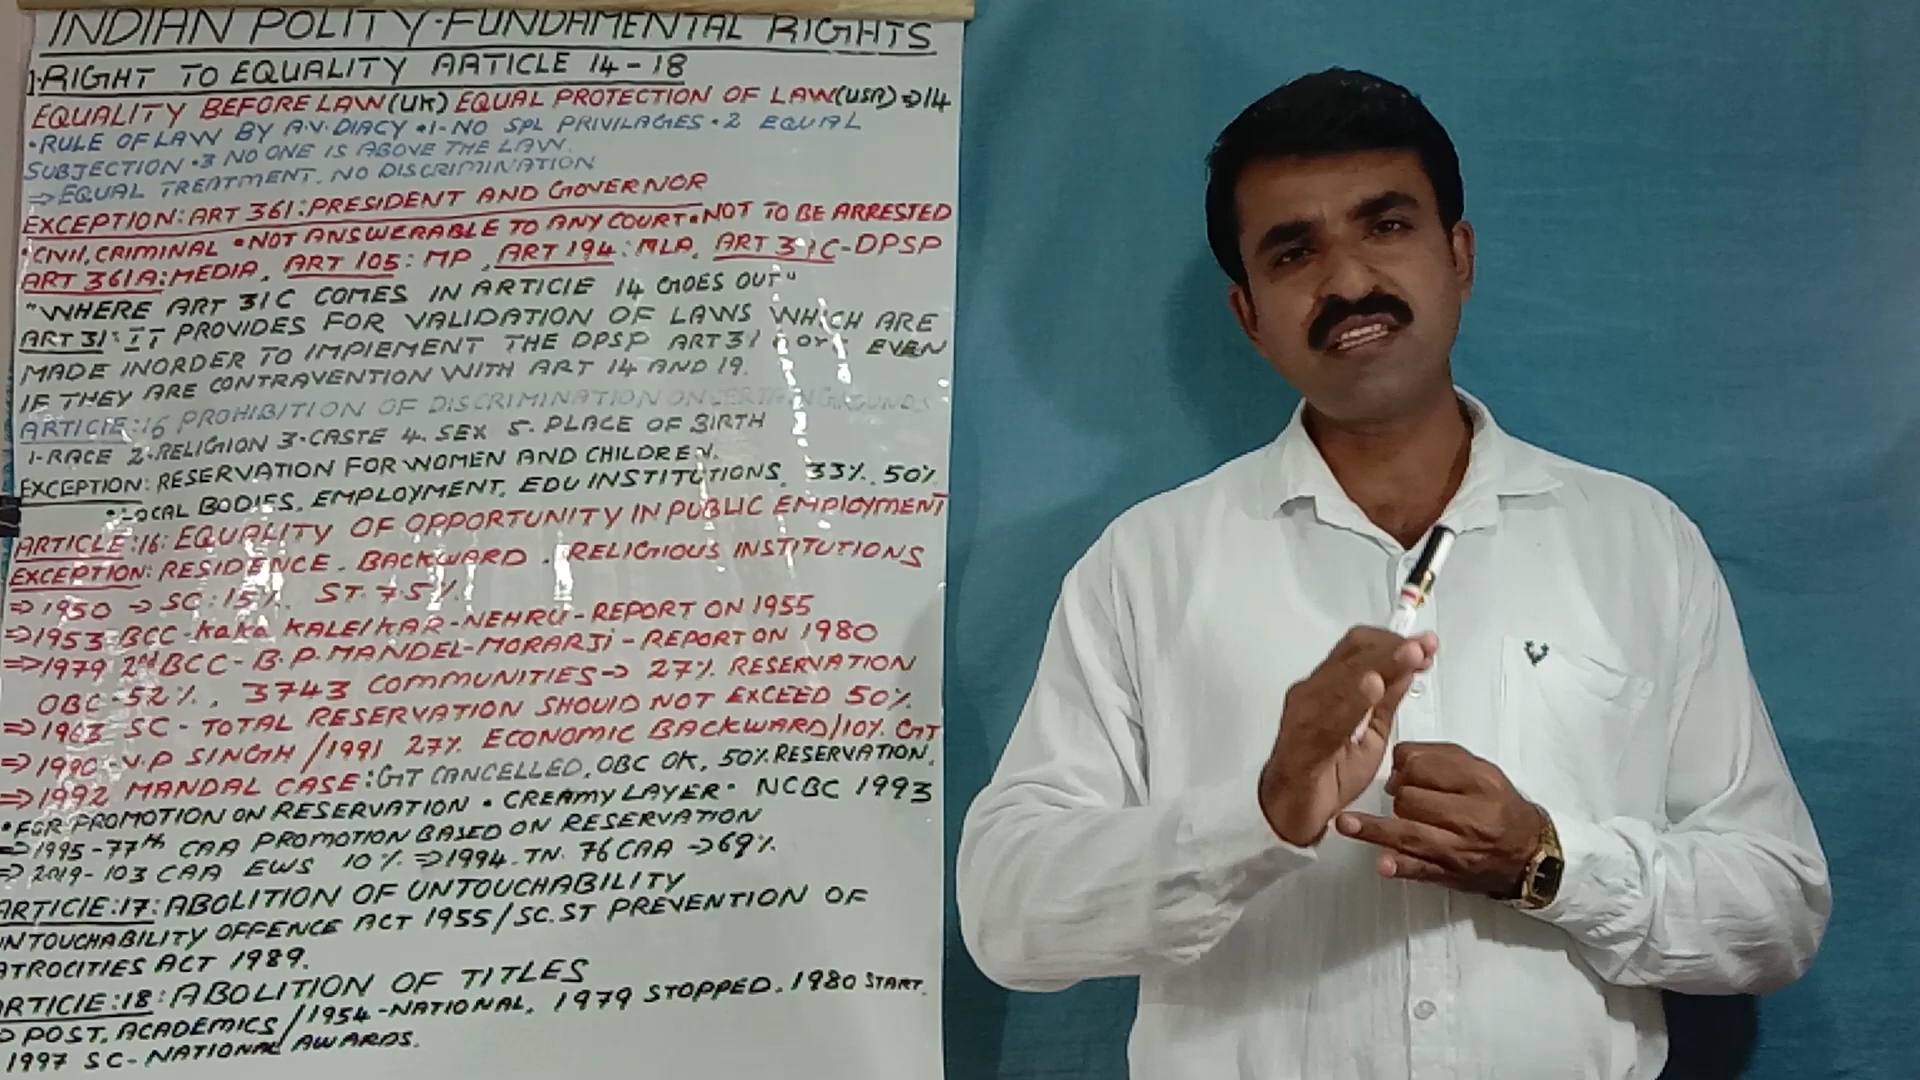 INDIAN POLITY-FUNDAMENTAL RIGHTS
1.RIGHT TO EQUALITY ARTICLE 14-18
EQUALITY BEFORE LAW(UK) EQUAL PROTECTION OF LAW(USA)⇒14
•RULE OF LAW BY A.V.DIACY •1-NO SPL PRIVILAGES •2 EQUAL
SUBJECTION •3 NO ONE IS ABOVE THE LAW.
⇒EQUAL TREATMENT. NO DISCRIMINATION
EXCEPTION: ART 361: PRESIDENT AND GOVERNOR
•CIVIL, CRIMINAL •NOT ANSWERABLE TO ANY COURT •NOT TO BE ARRESTED
ART 361A: MEDIA, ART 105: MP, ART 194: MLA, ART 31C-DPSP
"WHERE ART 31C COMES IN ARTICLE 14 GOES OUT"
ART 31: IT PROVIDES FOR VALIDATION OF LAWS WHICH ARE
MADE INORDER TO IMPLEMENT THE DPSP ART 31 EVEN
IF THEY ARE CONTRAVENTION WITH ART 14 AND 19.
ARTICLE:16 PROHIBITION OF DISCRIMINATION ON CERTAIN GROUNDS
1-RACE 2-RELIGION 3-CASTE 4. SEX 5. PLACE OF BIRTH
EXCEPTION: RESERVATION FOR WOMEN AND CHILDREN.
•LOCAL BODIES, EMPLOYMENT, EDU INSTITUTIONS, 33%, 50%
ARTICLE:16: EQUALITY OF OPPORTUNITY IN PUBLIC EMPLOYMENT
EXCEPTION: RESIDENCE. BACKWARD. RELIGIOUS INSTITUTIONS
⇒1950 → SC:15%. ST 7.5%.
⇒1953 BCC-KAKA KALELKAR-NEHRU-REPORT ON 1955
⇒1979 2nd BCC-B.P.MANDEL-MORARJI-REPORT ON 1980
OBC-52%, 3743 COMMUNITIES→ 27% RESERVATION
⇒1963 SC-TOTAL RESERVATION SHOULD NOT EXCEED 50%
⇒1990-V.P SINGH/1991 27% ECONOMIC BACKWARD/10% GT
⇒1992 MANDAL CASE: GT CANCELLED, OBC OK, 50% RESERVATION.
•FOR PROMOTION ON RESERVATION • CREAMY LAYER • NCBC 1993
⇒1995-77th CAA PROMOTION BASED ON RESERVATION
⇒ 2019-103 CAA EWS 10% ⇒1994. TN. 76 CAA →69%
ARTICLE:17: ABOLITION OF UNTOUCHABILITY
UNTOUCHABILITY OFFENCE ACT 1955/SC.ST PREVENTION OF
ATROCITIES ACT 1989.
ARTICLE:18: ABOLITION OF TITLES
POST, ACADEMICS/1954-NATIONAL, 1979 STOPPED. 1980 START.
1997 SC-NATIONAL AWARDS.